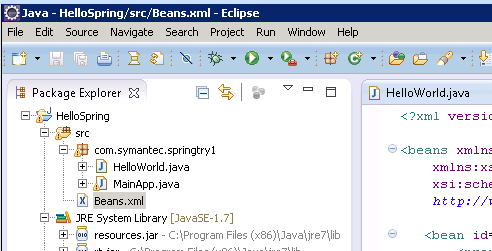 Java - HelloSpring/src/Beans.xml - Eclipse
File Edit Source Navigate Search Project Run Window Help
Package Explorer
HelloWorld.java
HelloSpring
src
com.symantec.springtry1
HelloWorld.java
MainApp.java
Beans.xml
JRE System Library [JavaSE-1.7]
resources.jar - C:\Program Files (x86)\Java\jre7\lib
<?xml versio
<beans xmlns
xmlns:xs
xsi:sche
http://w
<bean id=